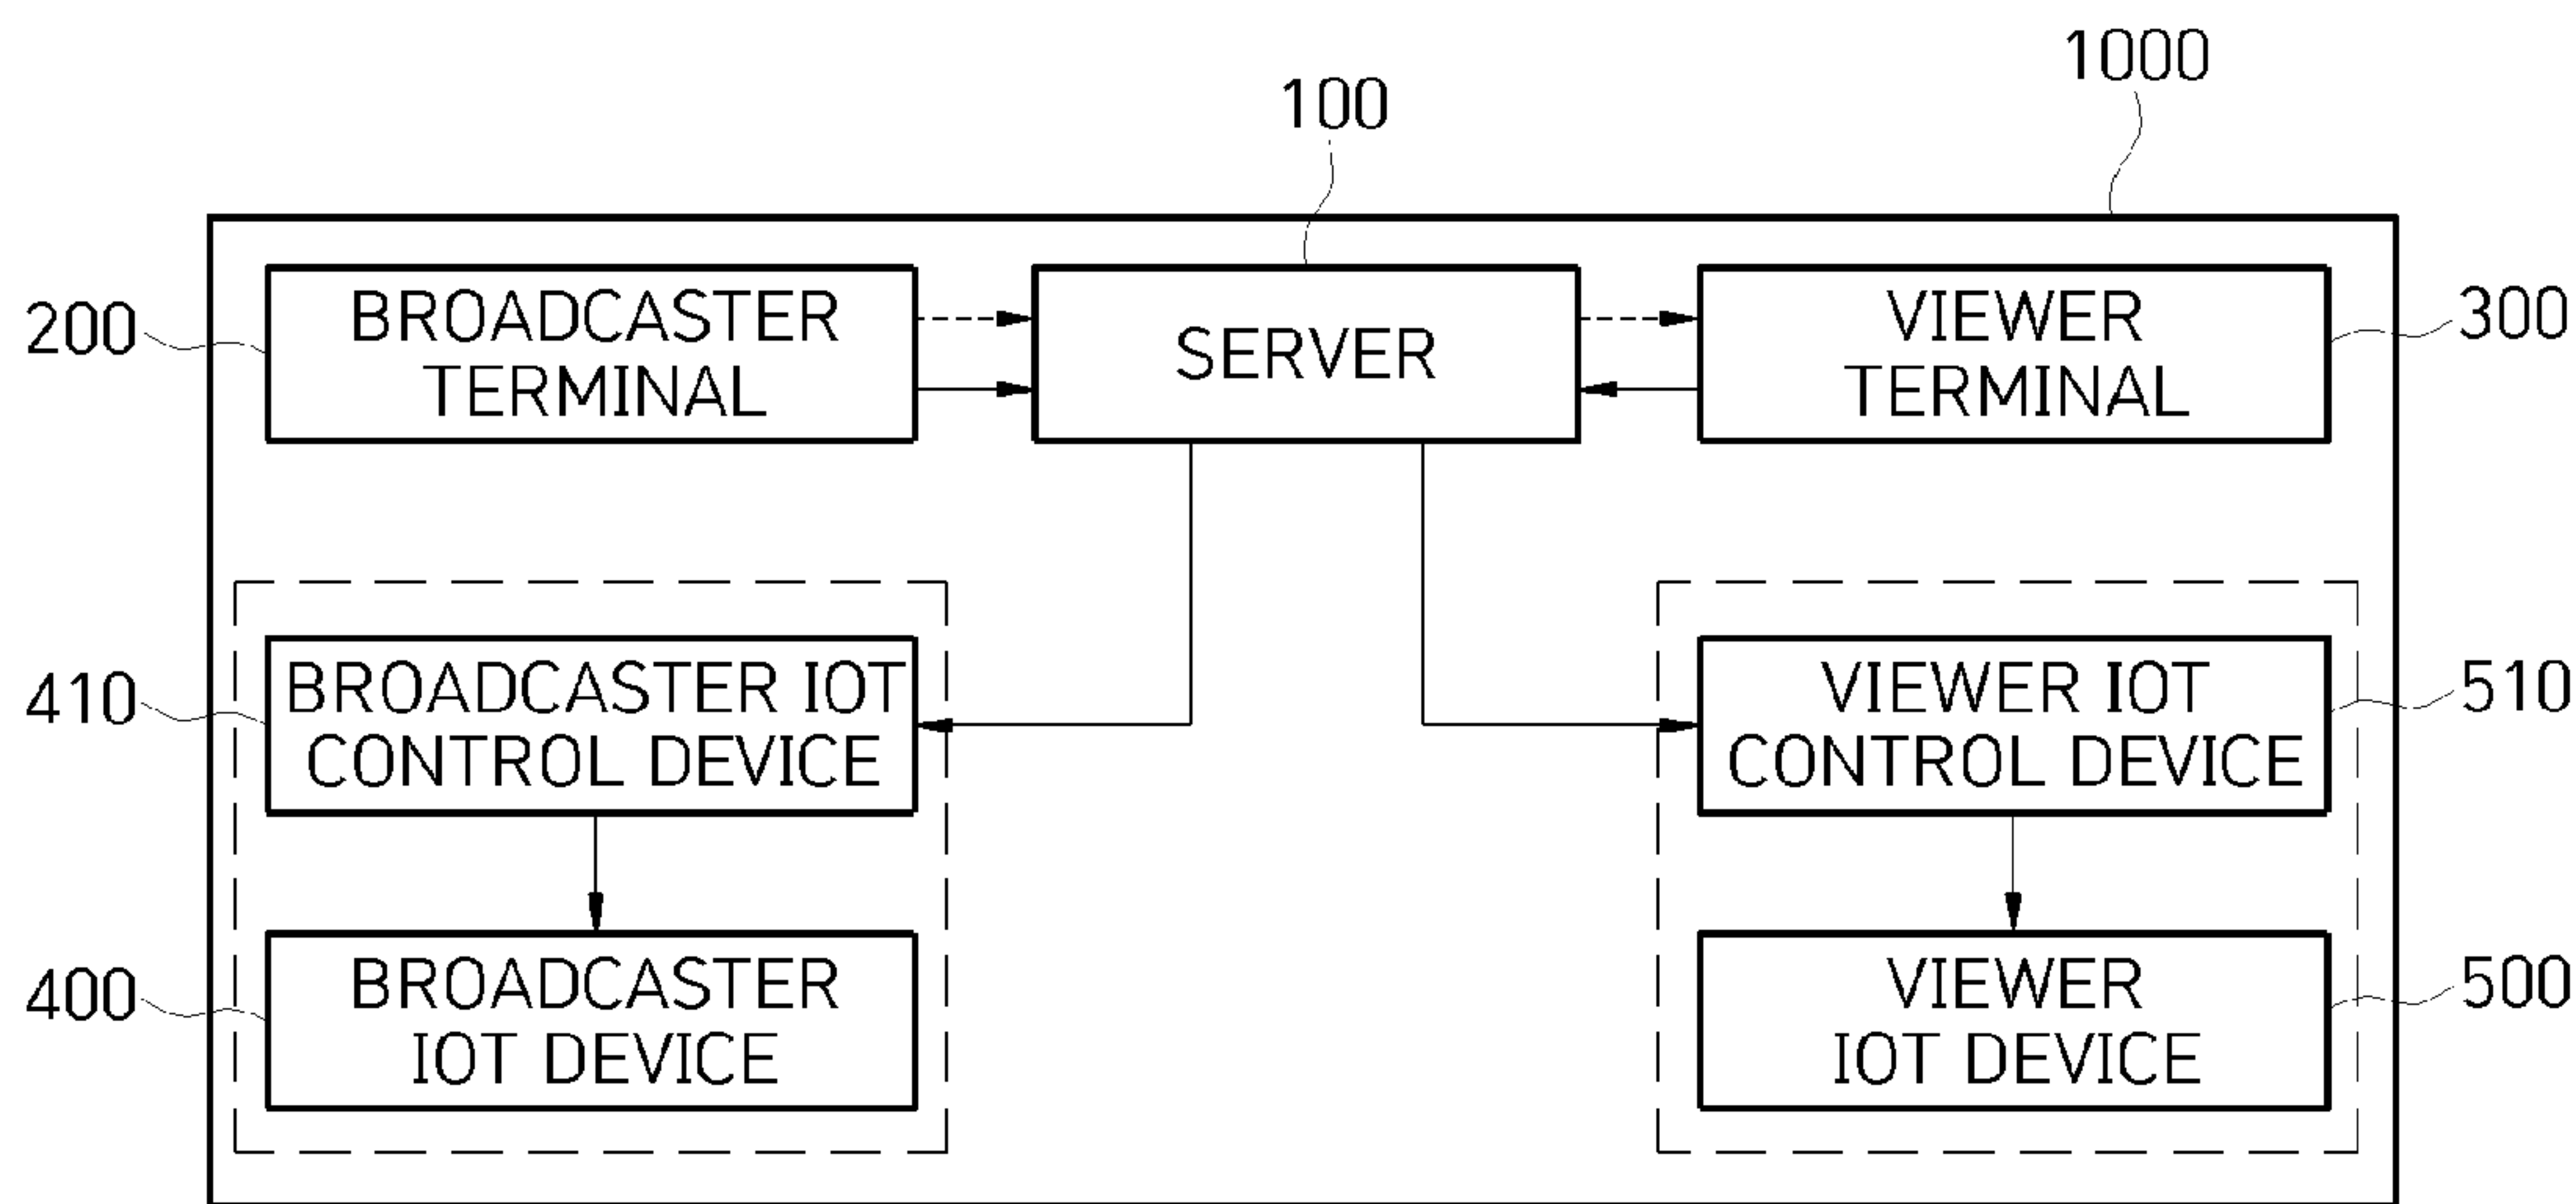 1000
100
200
BROADCASTER
TERMINAL
SERVER
VIEWER
TERMINAL
300
410
BROADCASTER IOT
CONTROL DEVICE
VIEWER IOT
CONTROL DEVICE
510
400
BROADCASTER
IOT DEVICE
VIEWER
IOT DEVICE
500